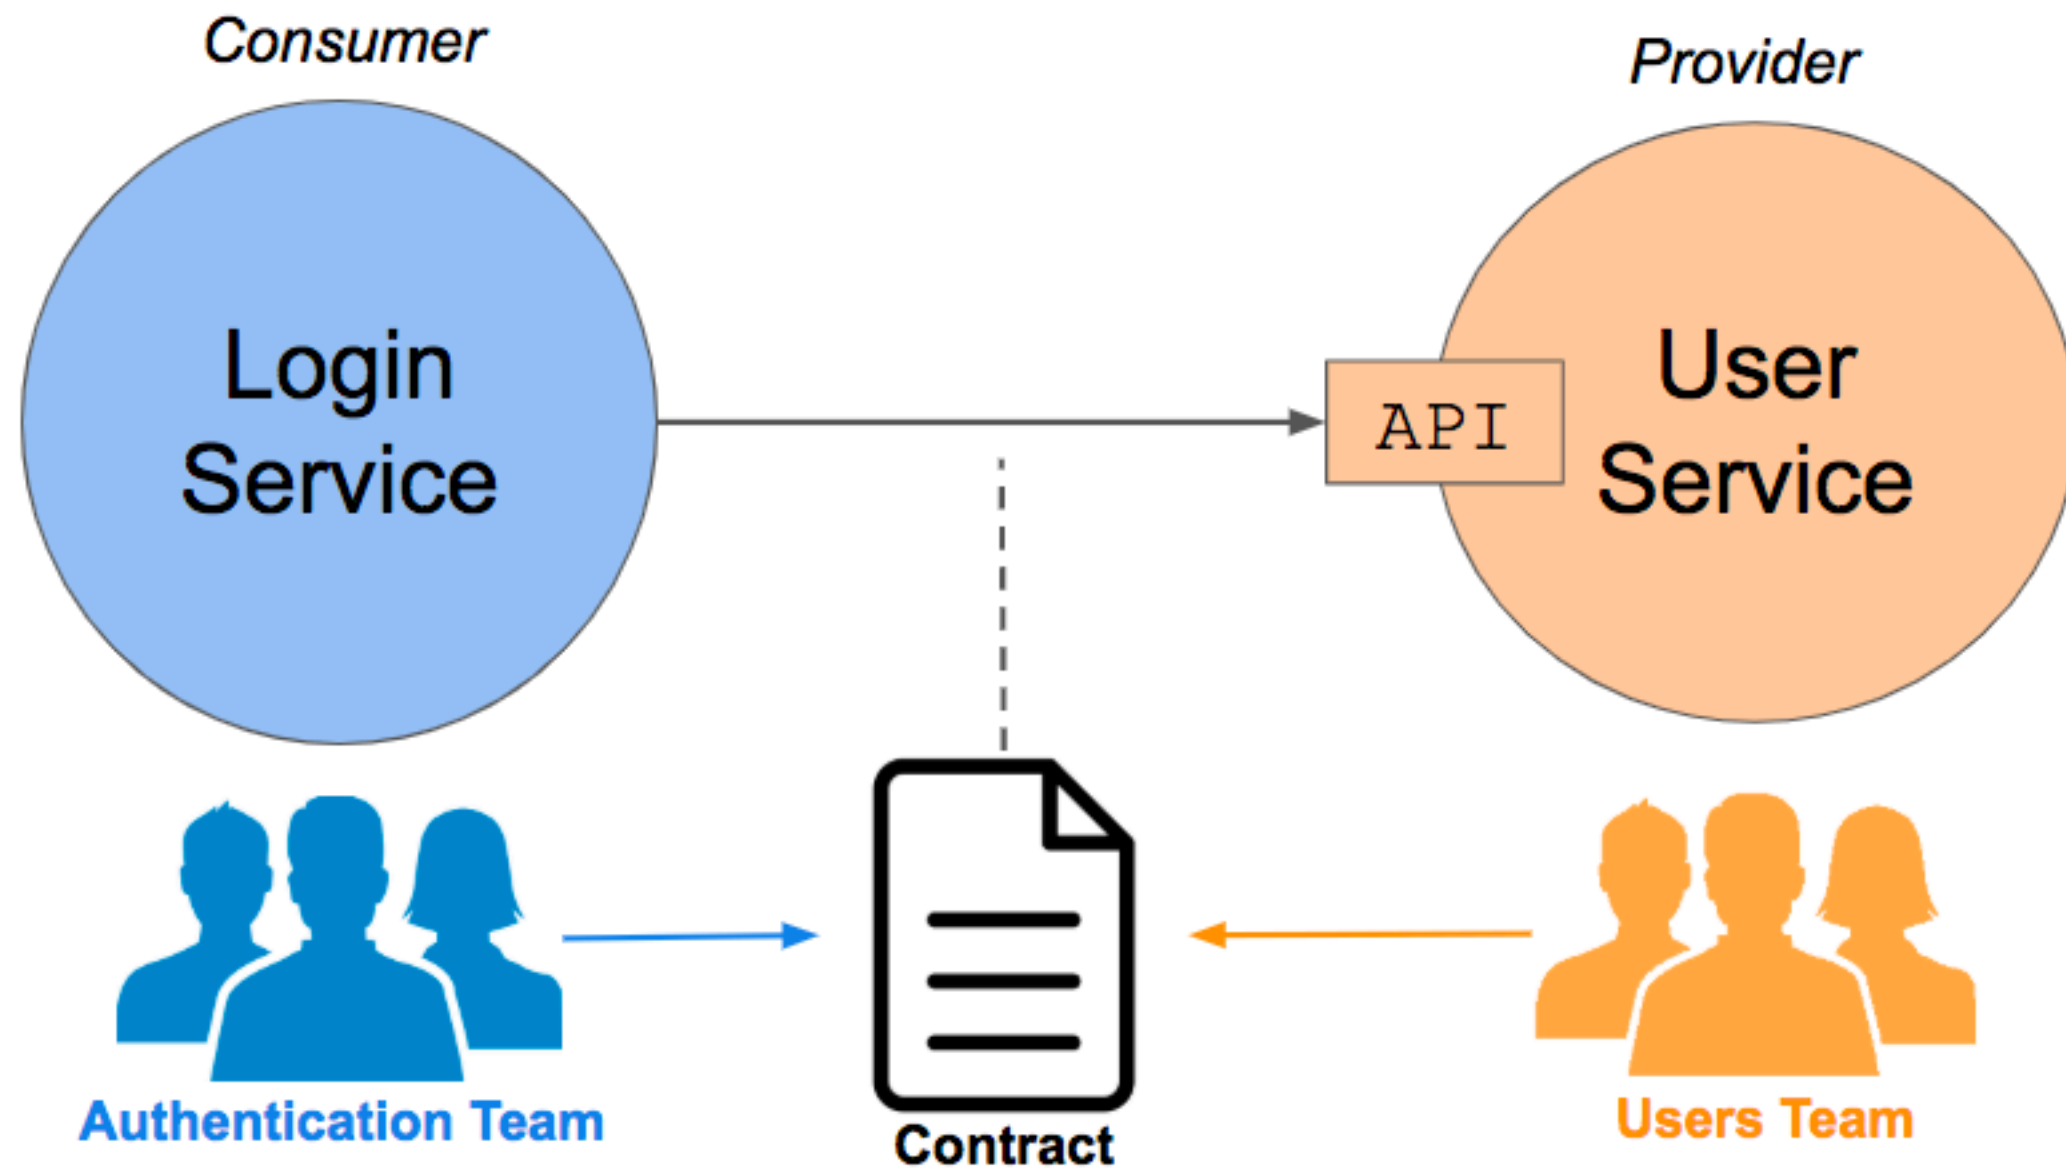 Consumer
Provider
Login
Service
API
User
Service
Authentication Team
Contract
Users Team